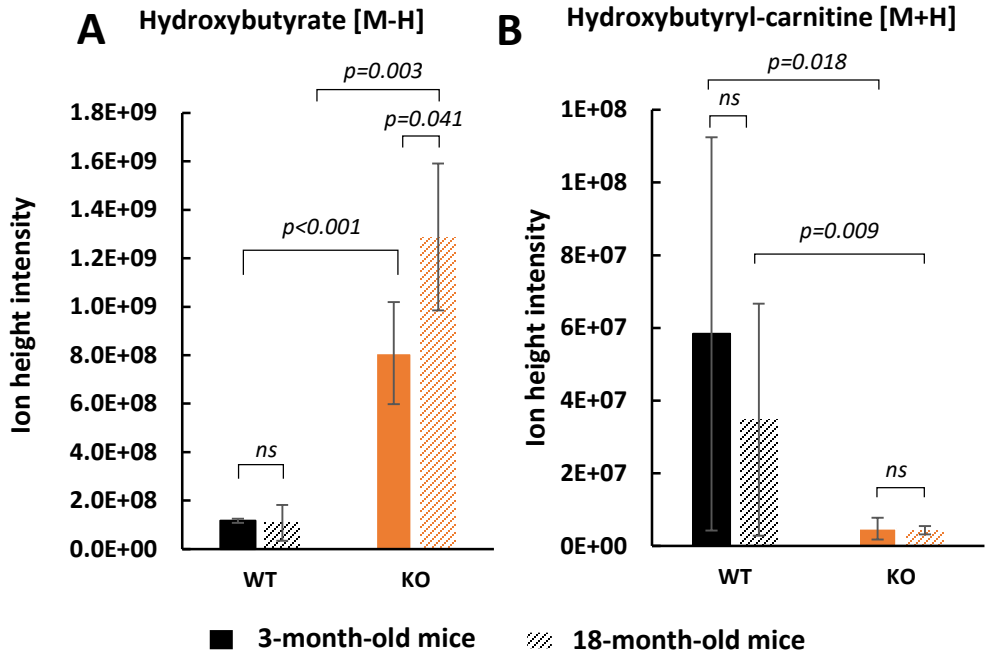 A Hydroxybutyrate [M-H]
p=0.003
p=0.041
p<0.001
ns
Ion height intensity
1.8E+09
1.6E+09
1.4E+09
1.2E+09
1.0E+09
8.0E+08
6.0E+08
4.0E+08
2.0E+08
0.0E+00
WT KO
B Hydroxybutyryl-carnitine [M+H]
p=0.018
ns
p=0.009
ns
Ion height intensity
1E+08
1E+08
8E+07
6E+07
4E+07
2E+07
0E+00
WT KO
3-month-old mice 18-month-old mice